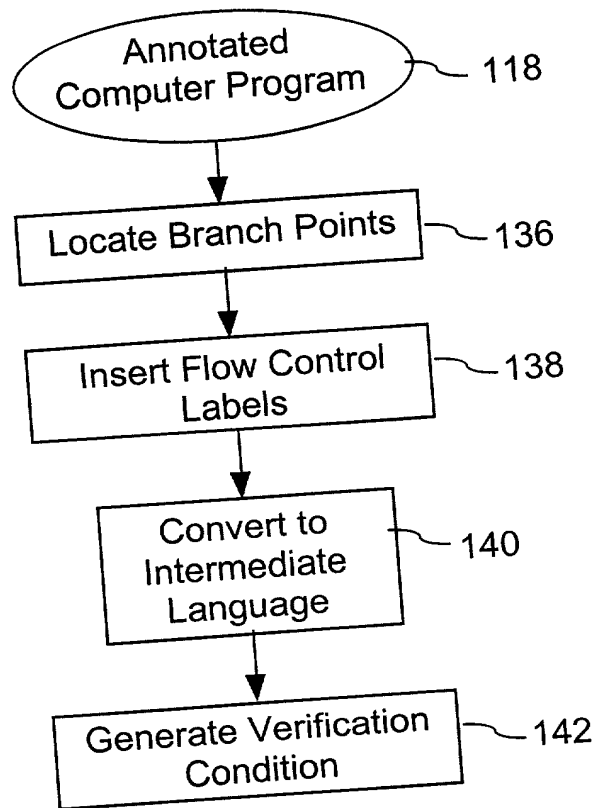 Annotated
Computer Program
118
Locate Branch Points
136
Insert Flow Control
Labels
138
Convert to
Intermediate
Language
140
Generate Verification
Condition
142